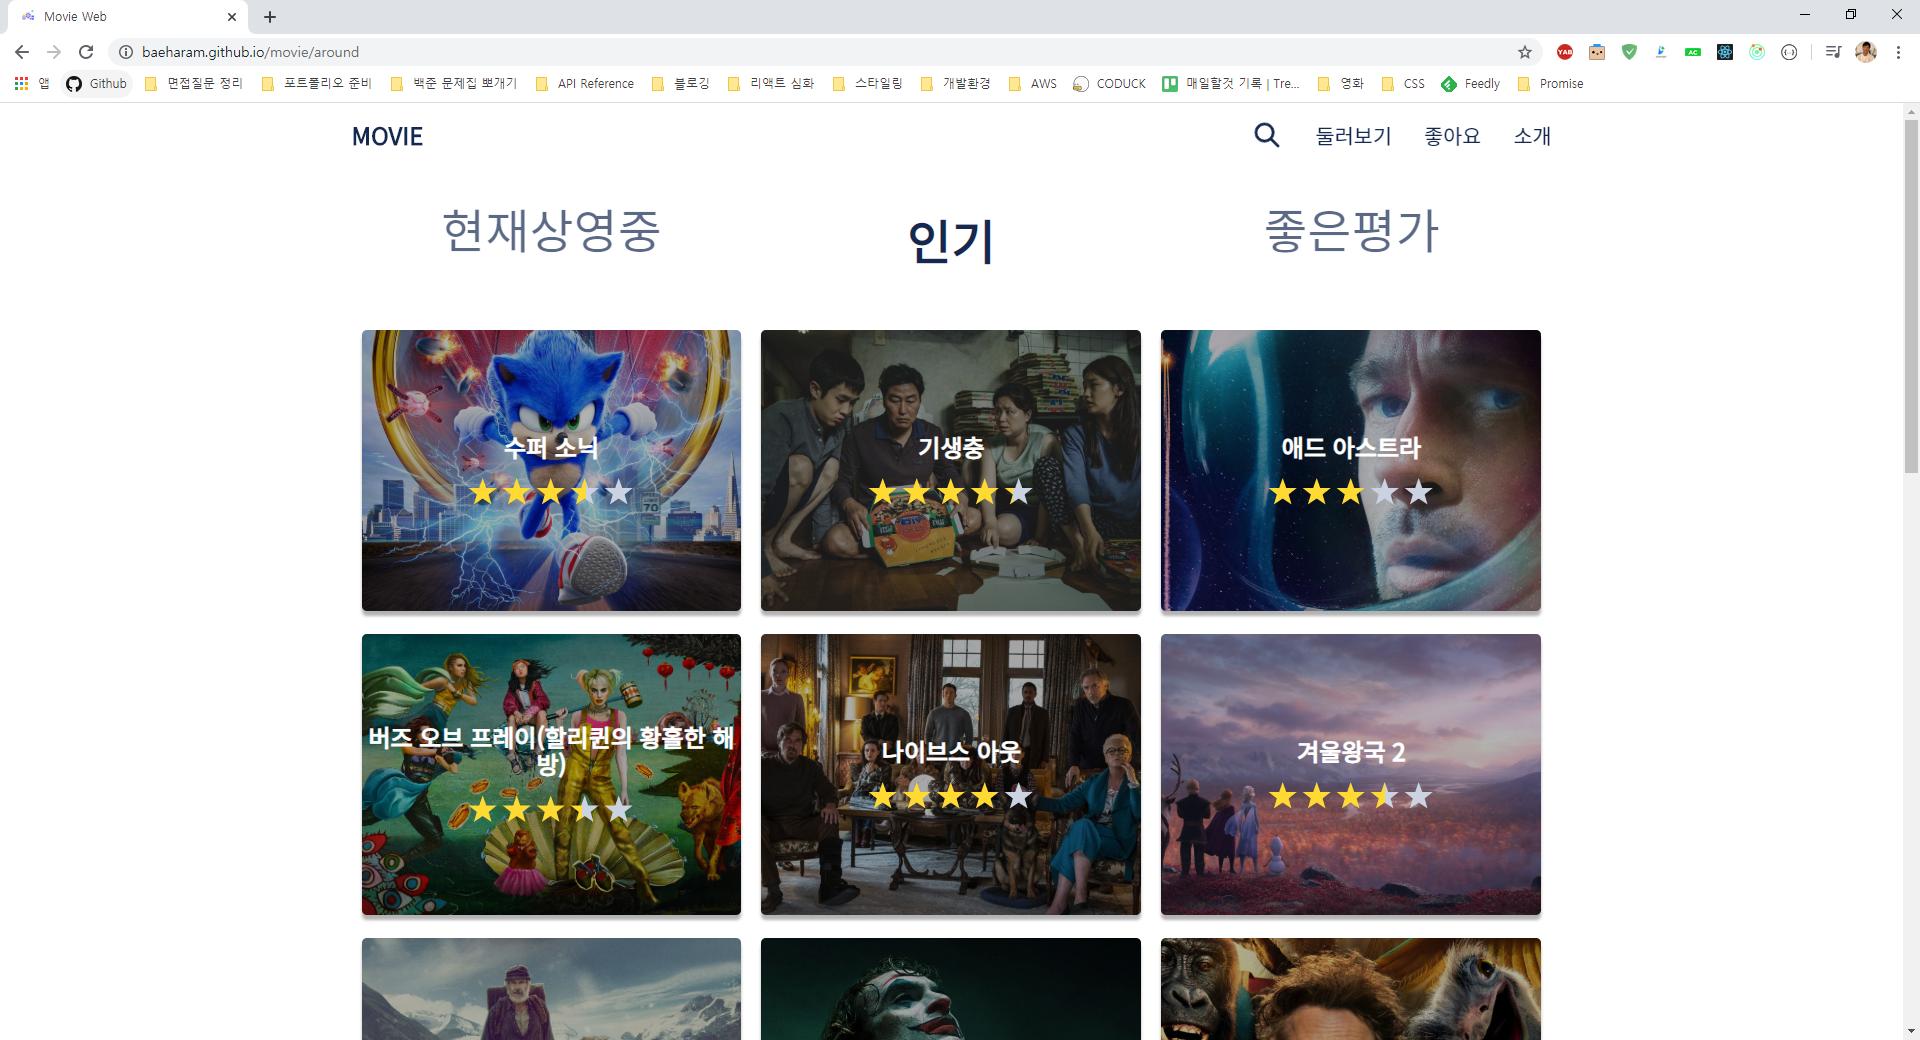 Movie Web
baeharam.github.io/movie/around
앱 Github 면접질문 정리 포트폴리오 준비 백준 문제집 뽀개기 API Reference 블로깅 리액트 심화 스타일링 개발환경 AWS CODUCK 매일할것 기록 | Tre... 영화 CSS Feedly Promise
MOVIE 둘러보기 좋아요 소개
현재상영중 인기 좋은평가
수퍼 소닉 기생충 애드 아스트라
70
버즈 오브 프레이(할리퀸의 황홀한 해
방)
나이브스 아웃 겨울왕국 2